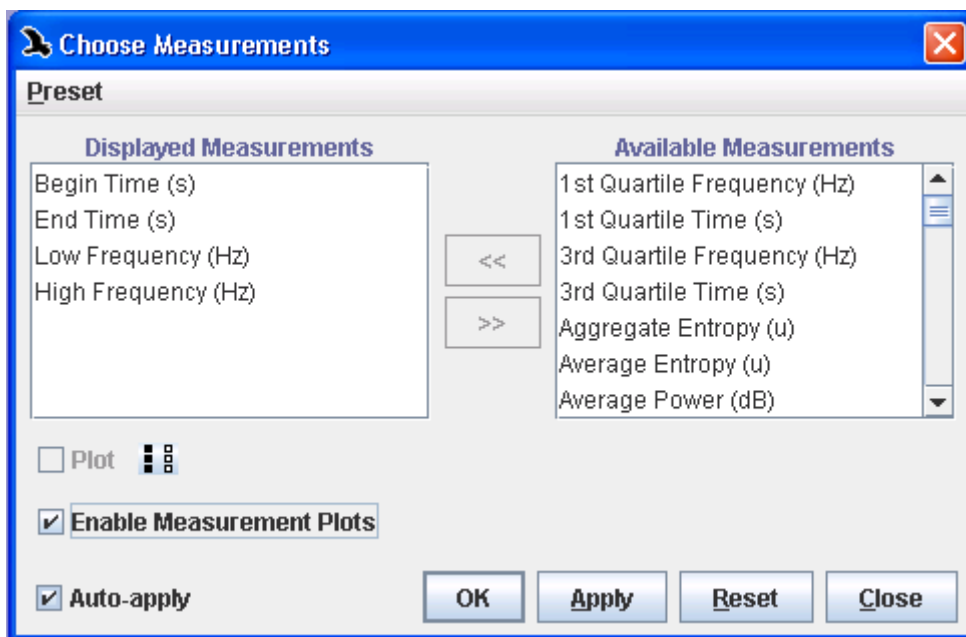 Choose Measurements
Preset
Displayed Measurements
Begin Time (s)
End Time (s)
Low Frequency (Hz)
High Frequency (Hz)
<<
>>
Available Measurements
1st Quartile Frequency (Hz)
1st Quartile Time (s)
3rd Quartile Frequency (Hz)
3rd Quartile Time (s)
Aggregate Entropy (u)
Average Entropy (u)
Average Power (dB)
Plot
Enable Measurement Plots
Auto-apply
OK
Apply
Reset
Close